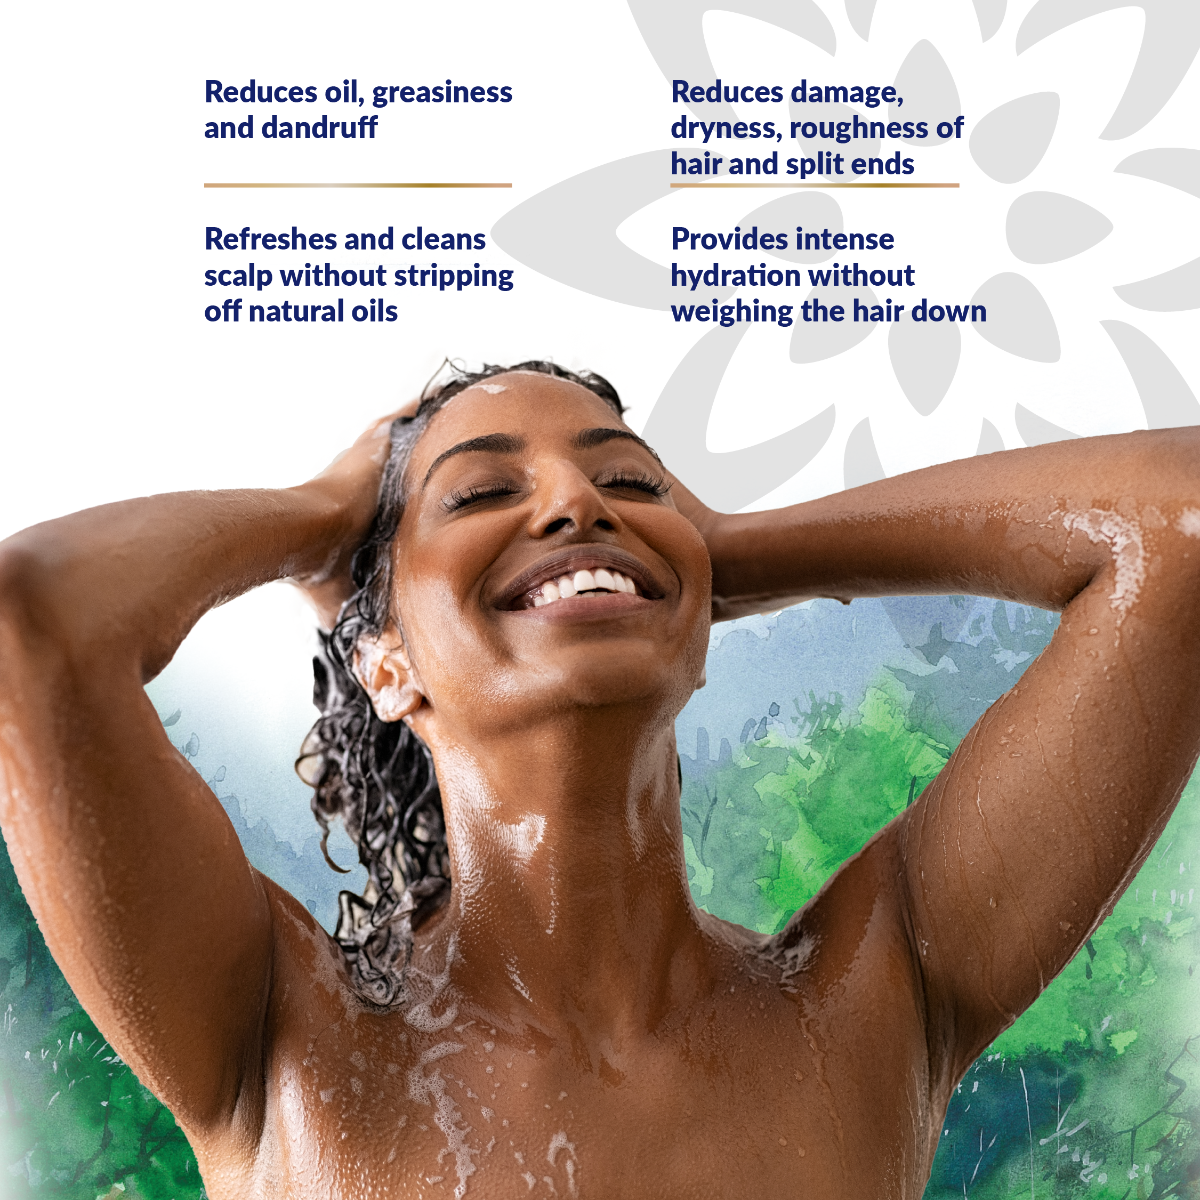 Reduces oil, greasiness
and dandruff
Reduces damage,
dryness, roughness of
hair and split ends
Refreshes and cleans
scalp without stripping
off natural oils
Provides intense
hydration without
weighing the hair down